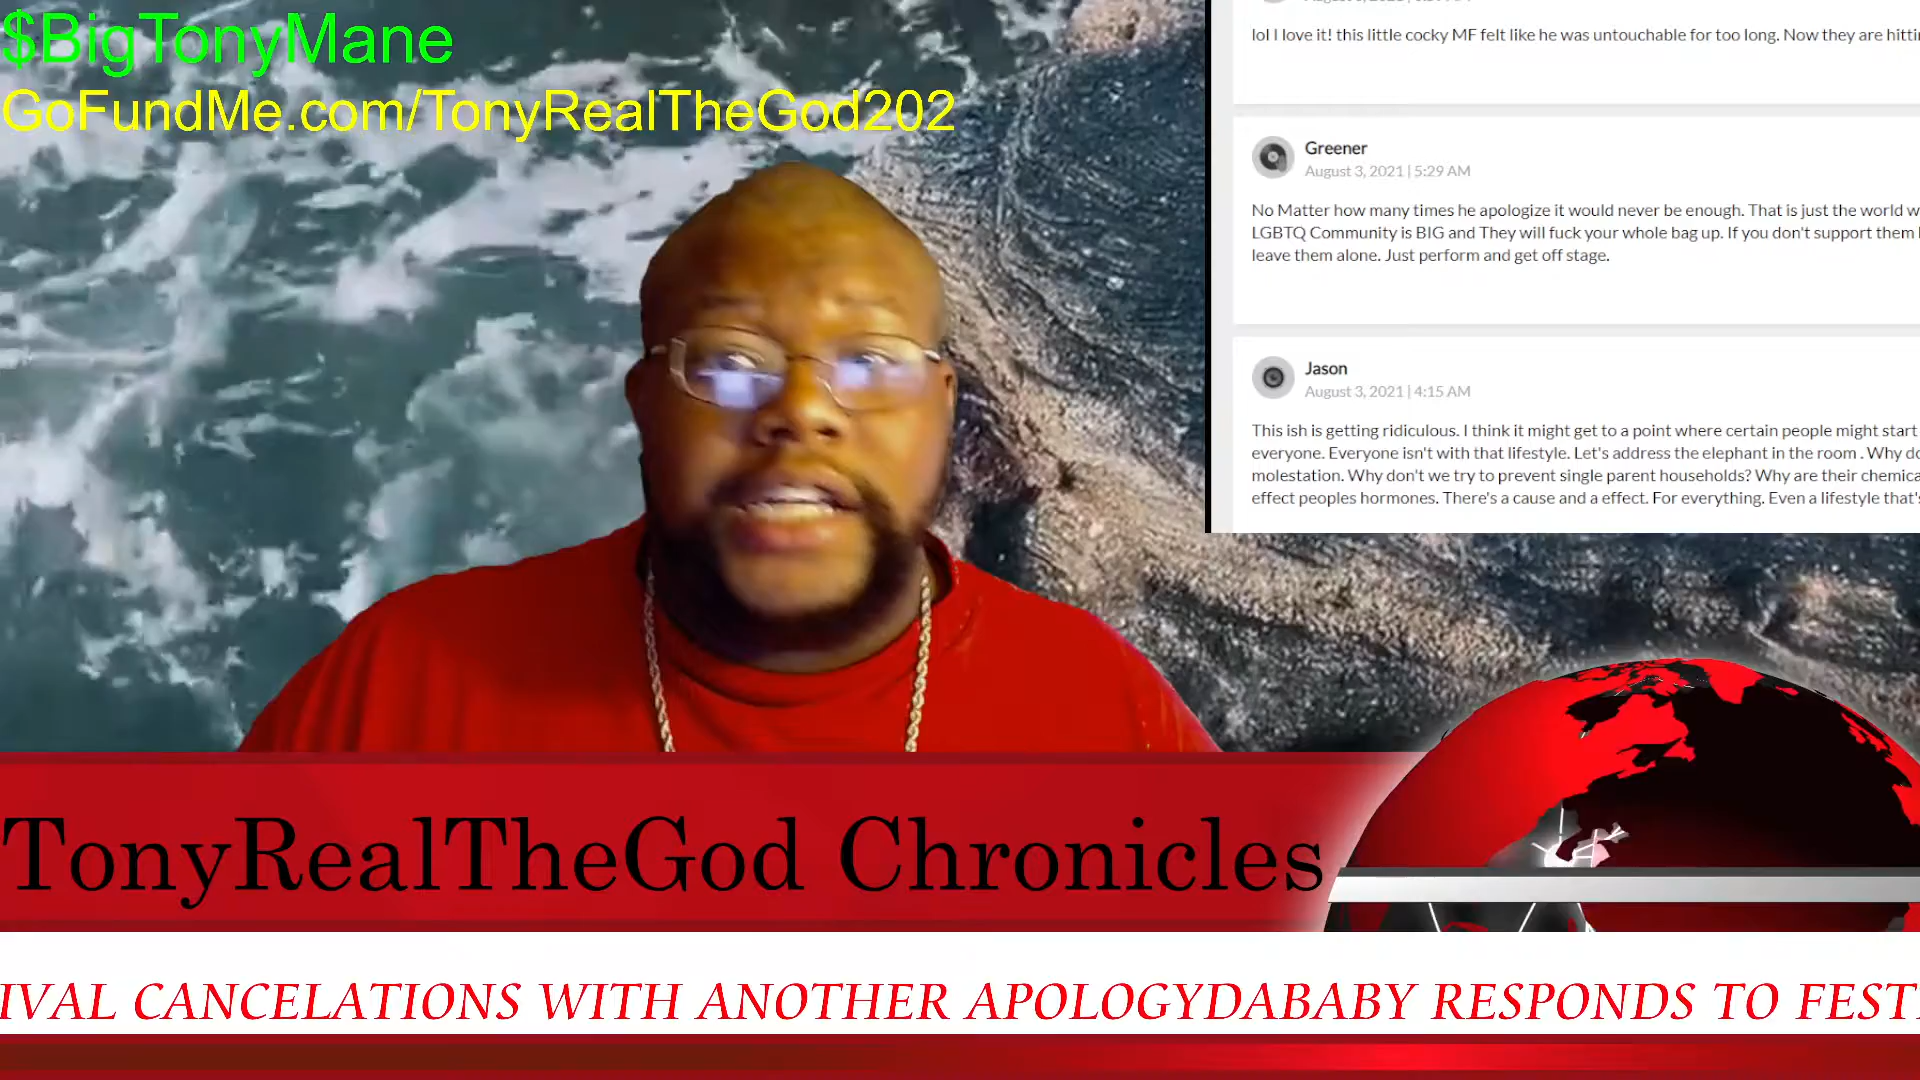 $BigTonyMane
GoFundMe.com/TonyRealTheGod202
lol I love it! this little cocky MF felt like he was untouchable for too long. Now they are
Greener
August 3, 2021 | 5:29 AM
No Matter how many times he apologize it would never be enough. That is just the world
LGBTQ Community is BIG and They will fuck your whole bag up. If you don't support them
leave them alone. Just perform and get off stage.
Jason
August 3, 2021 | 4:15 AM
This ish is getting ridiculous. I think it might get to a point where certain people might start
everyone. Everyone isn't with that lifestyle. Let's address the elephant in the room . Why
molestation. Why don't we try to prevent single parent households? Why are their
effect peoples hormones. There's a cause and a effect. For everything. Even a lifestyle
TonyRealTheGod Chronicles
IVAL CANCELATIONS WITH ANOTHER APOLOGYDABABY RESPONDS TO FEST